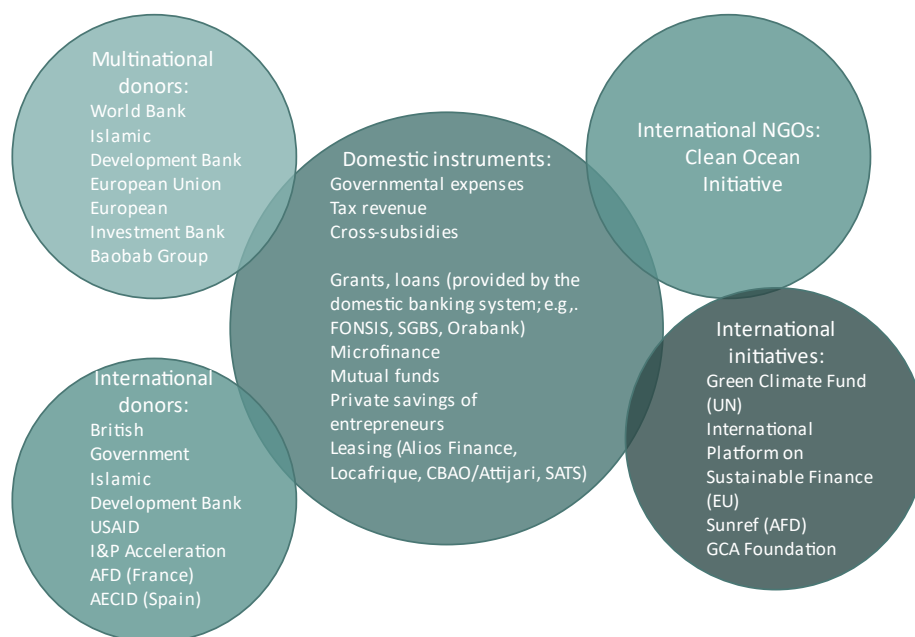 Multinational
donors:
World Bank
Islamic
Development Bank
European Union
European
Investment Bank
Baobab Group
Domestic instruments:
Governmental expenses
Tax revenue
Cross-subsidies
Grants, loans (provided by the
domestic banking system; e.g,.
FONSIS, SGBS, Orabank)
Microfinance
Mutual funds
Private savings of
entrepreneurs
Leasing (Alios Finance,
Locafrique, CBAO/Attijari, SATS)
International NGOs:
Clean Ocean
Initiative
International
donors:
British
Government
Islamic
Development Bank
USAID
I&P Acceleration
AFD (France)
AECID (Spain)
International
initiatives:
Green Climate Fund
(UN)
International
Platform on
Sustainable Finance
(EU)
Sunref (AFD)
GCA Foundation